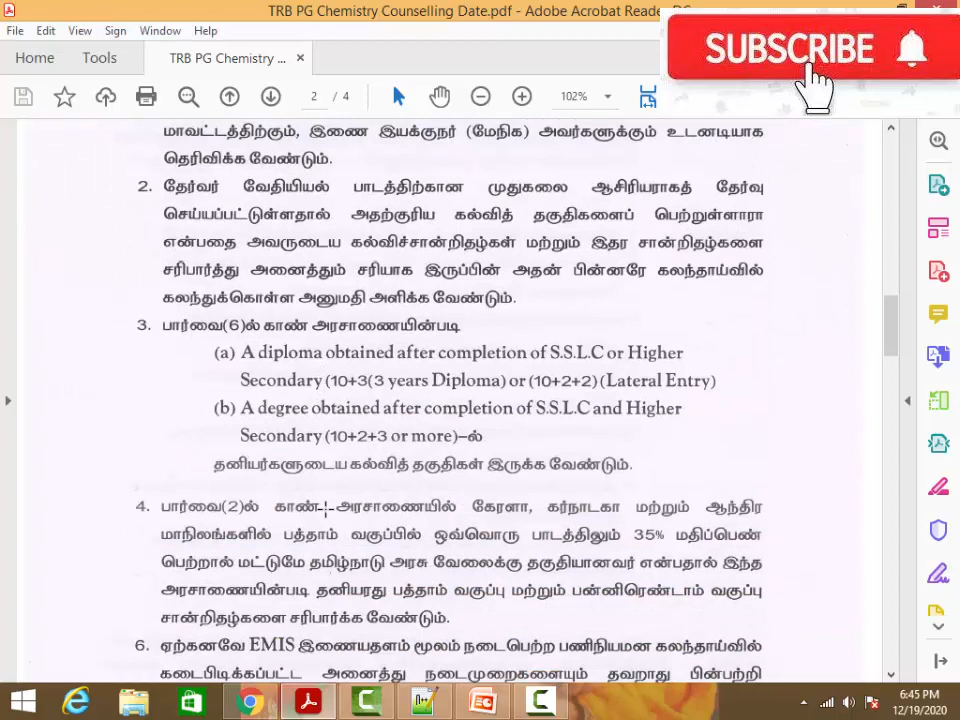 TRB PG Chemistry Counselling Date.pdf - Adobe Acrobat Reade
File Edit View Sign Window Help
SUBSCRIBE
Home Tools TRB PG Chemistry ... ×
2 / 4 102%
மாவட்டத்திற்கும், இணை இயக்குநர் (மேநிக) அவர்களுக்கும் உடனடியாக
தெரிவிக்க வேண்டும்.
2. தேர்வர் வேதியியல் பாடத்திற்கான முதுகலை ஆசிரியராகத் தேர்வு
செய்யப்பட்டுள்ளதால் அதற்குரிய கல்வித் தகுதிகளைப் பெற்றுள்ளாரா
என்பதை அவருடைய கல்விச்சான்றிதழ்கள் மற்றும் இதர சான்றிதழ்களை
சரிபார்த்து அனைத்தும் சரியாக இருப்பின் அதன் பின்னரே கலந்தாய்வில்
கலந்துக்கொள்ள அனுமதி அளிக்க வேண்டும்.
3. பார்வை(6)ல் காண் அரசாணையின்படி
(a) A diploma obtained after completion of S.S.L.C or Higher
Secondary (10+3(3 years Diploma) or (10+2+2) (Lateral Entry)
(b) A degree obtained after completion of S.S.L.C and Higher
Secondary (10+2+3 or more)–ல்
தனியர்களுடைய கல்வித் தகுதிகள் இருக்க வேண்டும்.
4. பார்வை(2)ல் காண் அரசாணையில் கேரளா, கர்நாடகா மற்றும் ஆந்திர
மாநிலங்களில் பத்தாம் வகுப்பில் ஒவ்வொரு பாடத்திலும் 35% மதிப்பெண்
பெற்றால் மட்டுமே தமிழ்நாடு அரசு வேலைக்கு தகுதியானவர் என்பதால் இந்த
அரசாணையின்படி தனியரது பத்தாம் வகுப்பு மற்றும் பன்னிரெண்டாம் வகுப்பு
சான்றிதழ்களை சரிபார்க்க வேண்டும்.
6. ஏற்கனவே EMIS இணையதளம் மூலம் நடைபெற்ற பணிநியமன கலந்தாய்வில்
கடைபிடிக்கப்பட்ட அனைத்து நடைமுறைகளையும் தவறாது பின்பற்றி
6:45 PM
12/19/2020